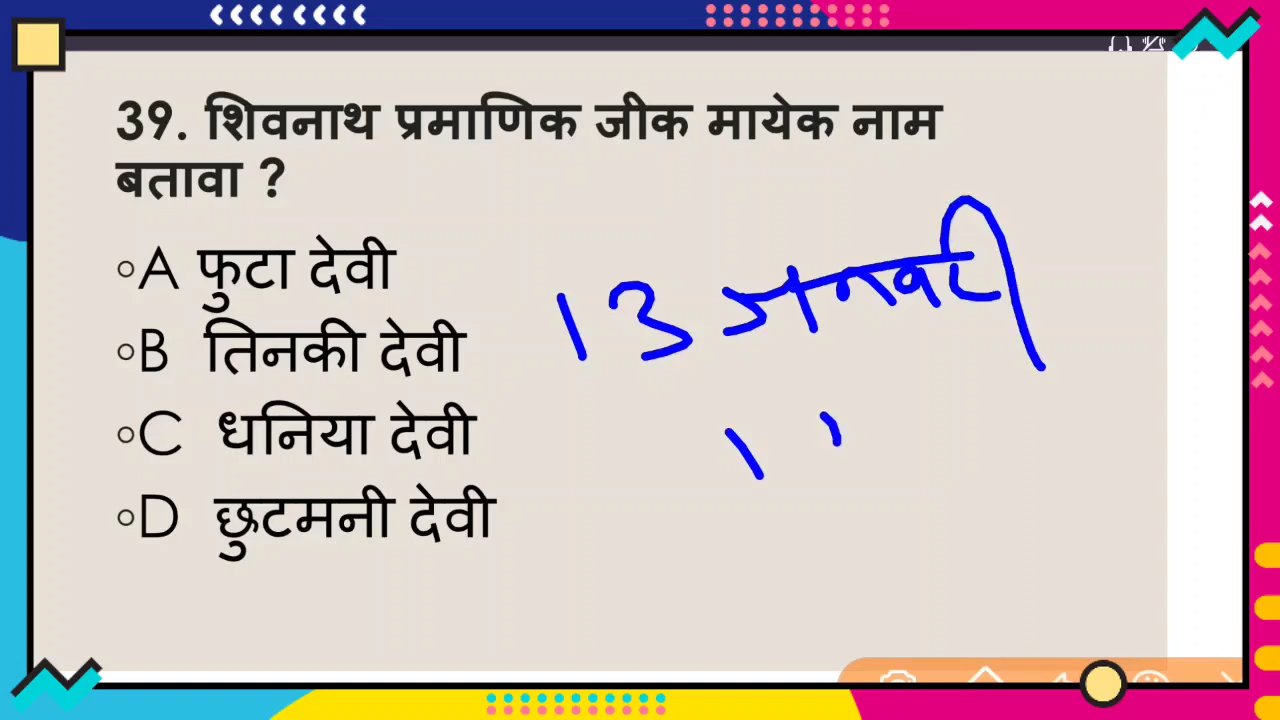 39. शिवनाथ प्रमाणिक जीक मायेक नाम
बतावा ?
A फुटा देवी
B तिनकी देवी
C धनिया देवी
D छुटमनी देवी
13 जनवरी